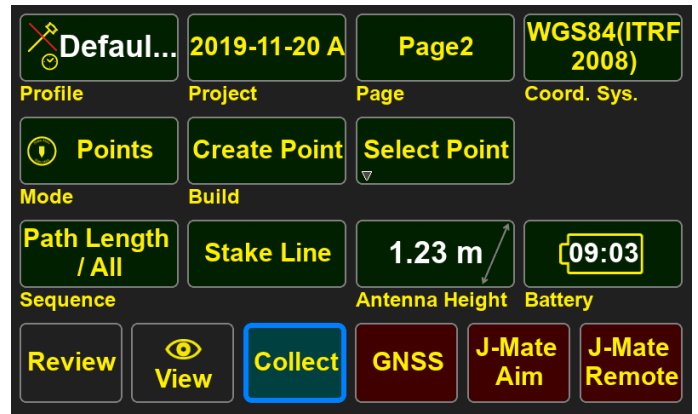 Defaul...
2019-11-20 A
Page2
WGS84(ITRF
2008)
Profile
Project
Page
Coord. Sys.
Points
Create Point
Select Point
Mode
Build
Path Length
/ All
Stake Line
1.23 m
09:03
Sequence
Antenna Height
Battery
Review
View
Collect
GNSS
J-Mate
Aim
J-Mate
Remote